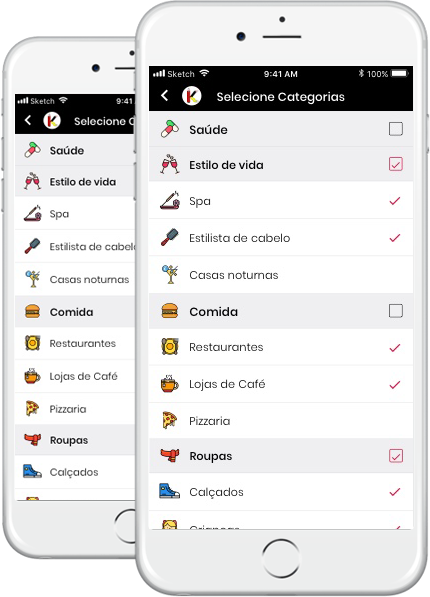 Sketch 9:41
Selecione C
Saúde
Estilo de vida
Spa
Estilista de cabelo
Casas noturnas
Comida
Restaurantes
Lojas de Café
Pizzaria
Roupas
Calçados
Sketch 9:41 AM 100%
Selecione Categorias
Saúde
Estilo de vida
Spa
Estilista de cabelo
Casas noturnas
Comida
Restaurantes
Lojas de Café
Pizzaria
Roupas
Calçados
Crianças